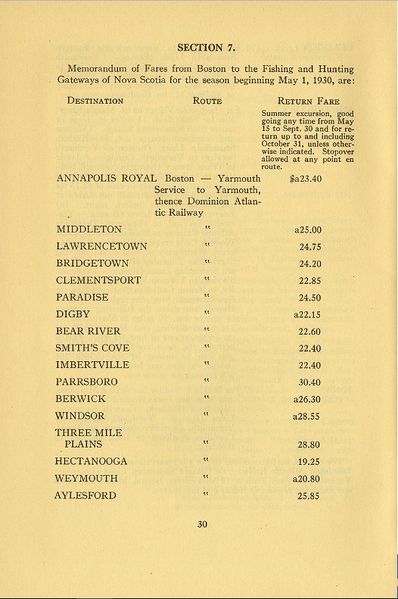 SECTION 7.
Memorandum of Fares from Boston to the Fishing and Hunting
Gateways of Nova Scotia for the season beginning May 1, 1930, are:
DESTINATION ROUTE RETURN FARE
Summer excursion, good
going any time from May
15 to Sept. 30 and for re-
turn up to and including
October 31, unless other-
wise indicated. Stopover
allowed at any point en
route.
ANNAPOLIS ROYAL Boston — Yarmouth $a23.40
Service to Yarmouth,
thence Dominion Atlan-
tic Railway
MIDDLETON " a25.00
LAWRENCETOWN " 24.75
BRIDGETOWN " 24.20
CLEMENTSPORT " 22.85
PARADISE " 24.50
DIGBY " a22.15
BEAR RIVER " 22.60
SMITH'S COVE " 22.40
IMBERTVILLE " 22.40
PARRSBORO " 30.40
BERWICK " a26.30
WINDSOR " a28.55
THREE MILE
PLAINS " 28.80
HECTANOOGA " 19.25
WEYMOUTH " a20.80
AYLESFORD " 25.85
30